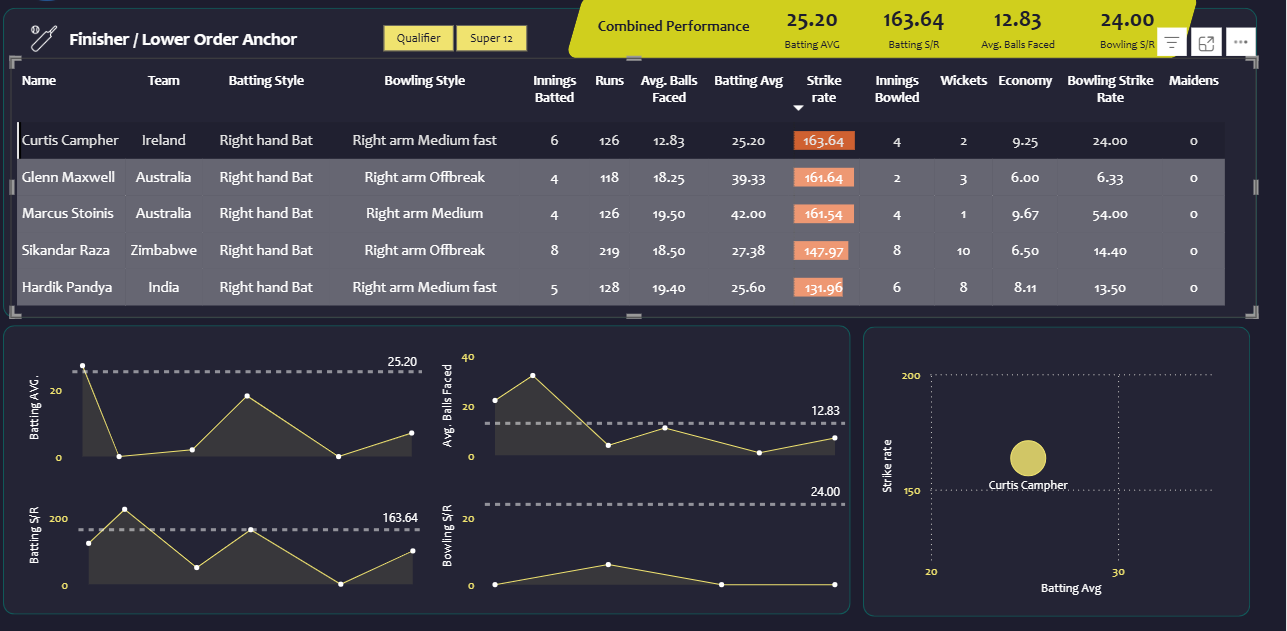 Finisher / Lower Order Anchor
Qualifier
Super 12
Combined Performance
25.20 163.64 12.83 24.00
Batting AVG Batting S/R Avg. Balls Faced Bowling S/R
Name Team Batting Style Bowling Style Innings Batted Runs Avg. Balls Faced Batting Avg Strike rate Innings Bowled Wickets Economy Bowling Strike Rate Maidens
Curtis Campher Ireland Right hand Bat Right arm Medium fast 6 126 12.83 25.20 163.64 4 2 9.25 24.00 0
Glenn Maxwell Australia Right hand Bat Right arm Offbreak 4 118 18.25 39.33 161.64 2 3 6.00 6.33 0
Marcus Stoinis Australia Right hand Bat Right arm Medium 4 126 19.50 42.00 161.54 4 1 9.67 54.00 0
Sikandar Raza Zimbabwe Right hand Bat Right arm Offbreak 8 219 18.50 27.38 147.97 8 10 6.50 14.40 0
Hardik Pandya India Right hand Bat Right arm Medium fast 5 128 19.40 25.60 131.96 6 8 8.11 13.50 0
Batting AVG.
20
0
25.20
Avg. Balls Faced
40
20
0
12.83
Batting S/R
200
0
163.64
Bowling S/R
20
0
24.00
Strike rate
200
150
Curtis Campher
20 30
Batting Avg